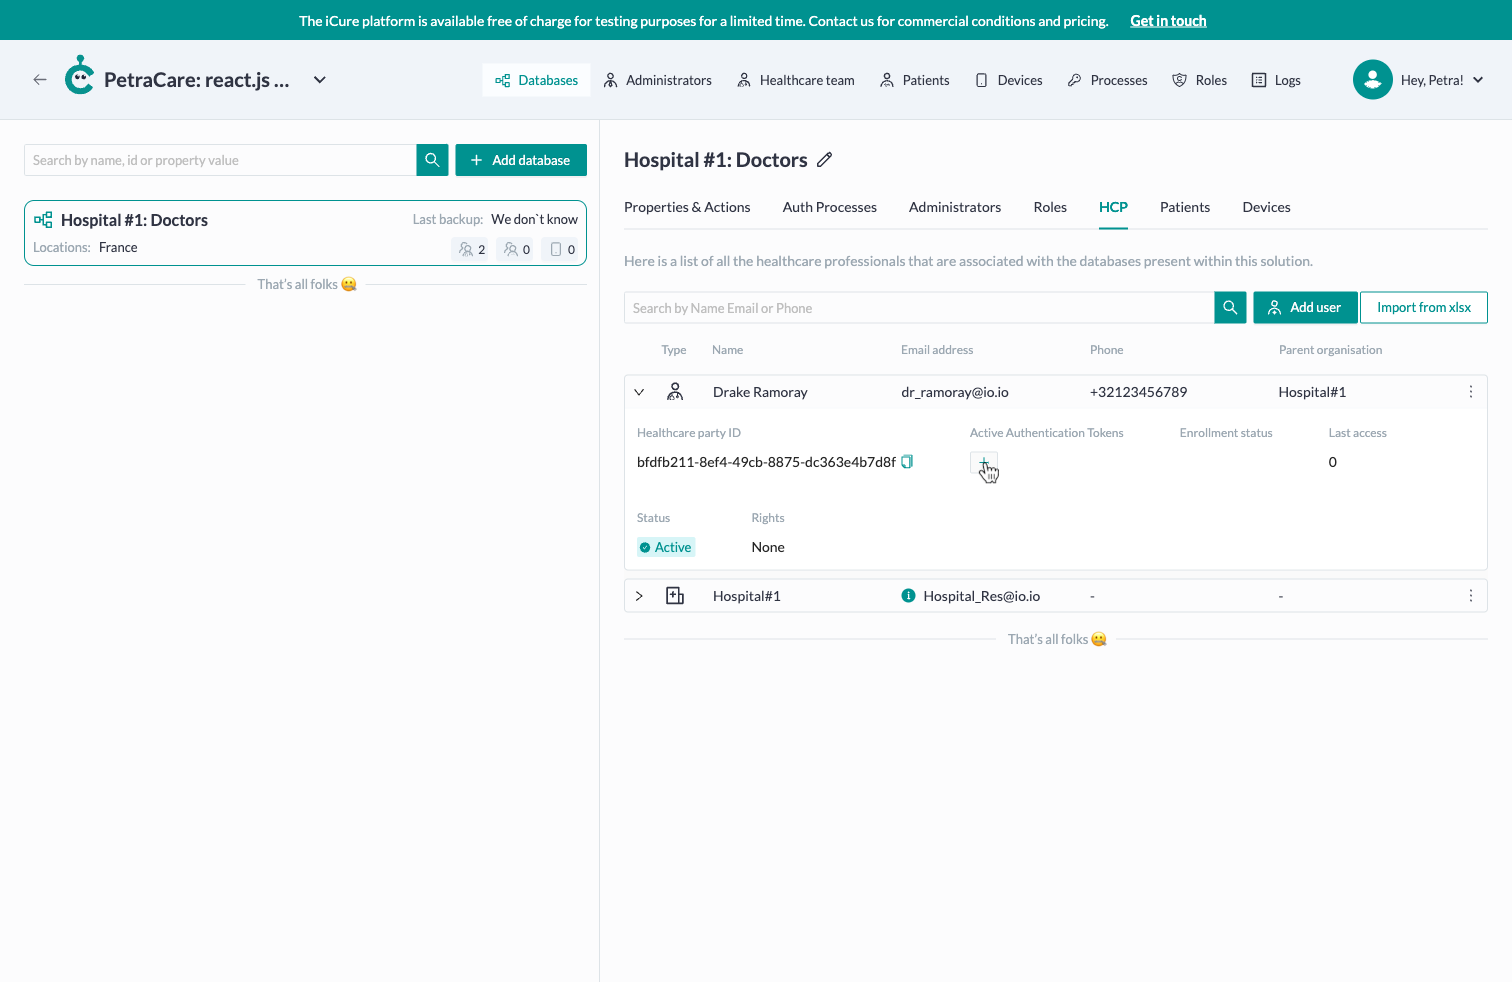 The iCure platform is available free of charge for testing purposes for a limited time. Contact us for commercial conditions and pricing. Get in touch
PetraCare: react.js ...
Databases
Administrators
Healthcare team
Patients
Devices
Processes
Roles
Logs
Hey, Petra!
Search by name, id or property value
Add database
Hospital #1: Doctors
Last backup: We don`t know
Locations: France
2
0
0
That's all folks
Hospital #1: Doctors
Properties & Actions
Auth Processes
Administrators
Roles
HCP
Patients
Devices
Here is a list of all the healthcare professionals that are associated with the databases present within this solution.
Search by Name Email or Phone
Add user
Import from xlsx
Type Name Email address Phone Parent organisation
Drake Ramoray dr_ramoray@io.io +32123456789 Hospital#1
Healthcare party ID Active Authentication Tokens Enrollment status Last access
bfdfb211-8ef4-49cb-8875-dc363e4b7d8f 0
Status Rights
Active None
Hospital#1 Hospital_Res@io.io - -
That's all folks